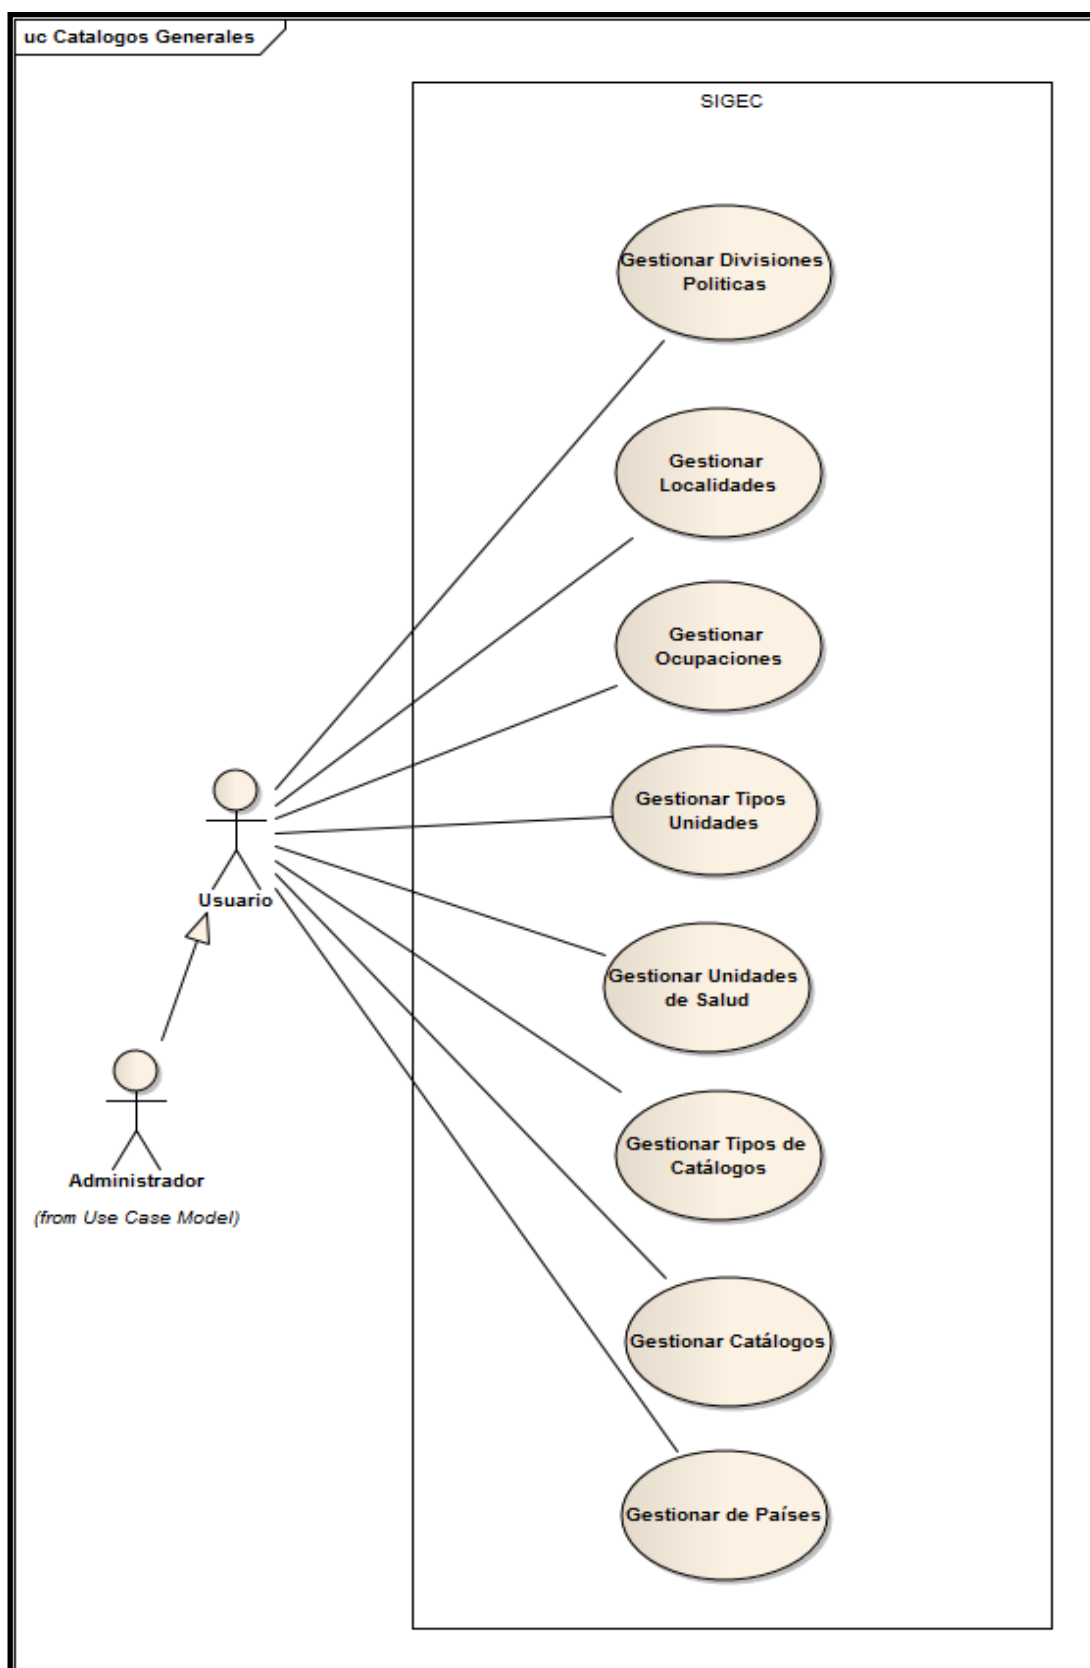 uc Catalogos Generales
SIGEC
Gestionar Divisiones
Politicas
Gestionar
Localidades
Gestionar
Ocupaciones
Gestionar Tipos
Unidades
Usuario
Gestionar Unidades
de Salud
Gestionar Tipos de
Catálogos
Administrador
(from Use Case Model)
Gestionar Catálogos
Gestionar de Países